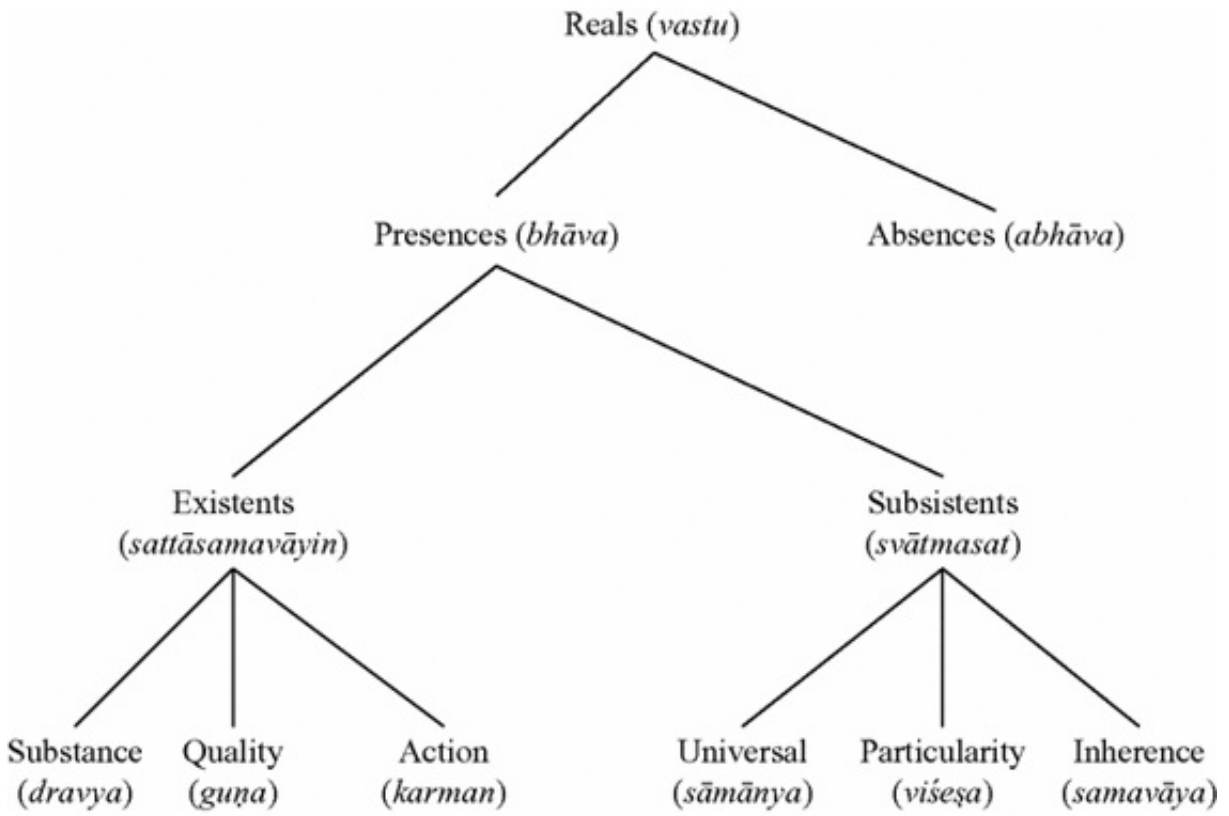 Reals (vastu)
Presences (bhāva)
Absences (abhāva)
Existents
(sattāsamavāyin)
Subsistents
(svātmasat)
Substance
(dravya)
Quality
(guṇa)
Action
(karman)
Universal
(sāmānya)
Particularity
(viśeṣa)
Inherence
(samavāya)